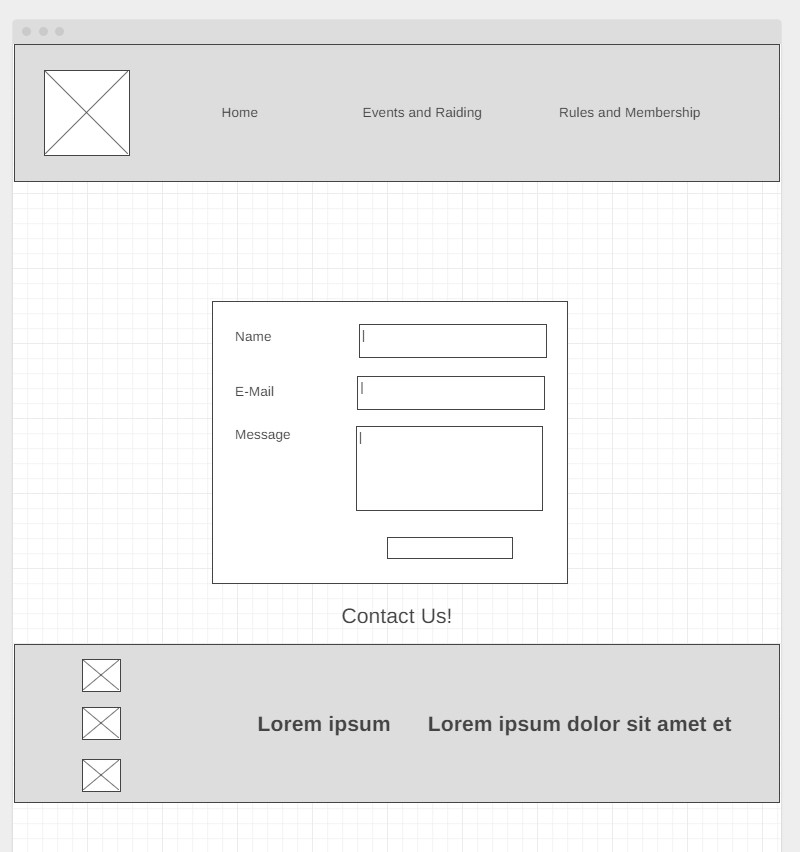 Home
Events and Raiding
Rules and Membership
Name
E-Mail
Message
Contact Us!
Lorem ipsum
Lorem ipsum dolor sit amet et